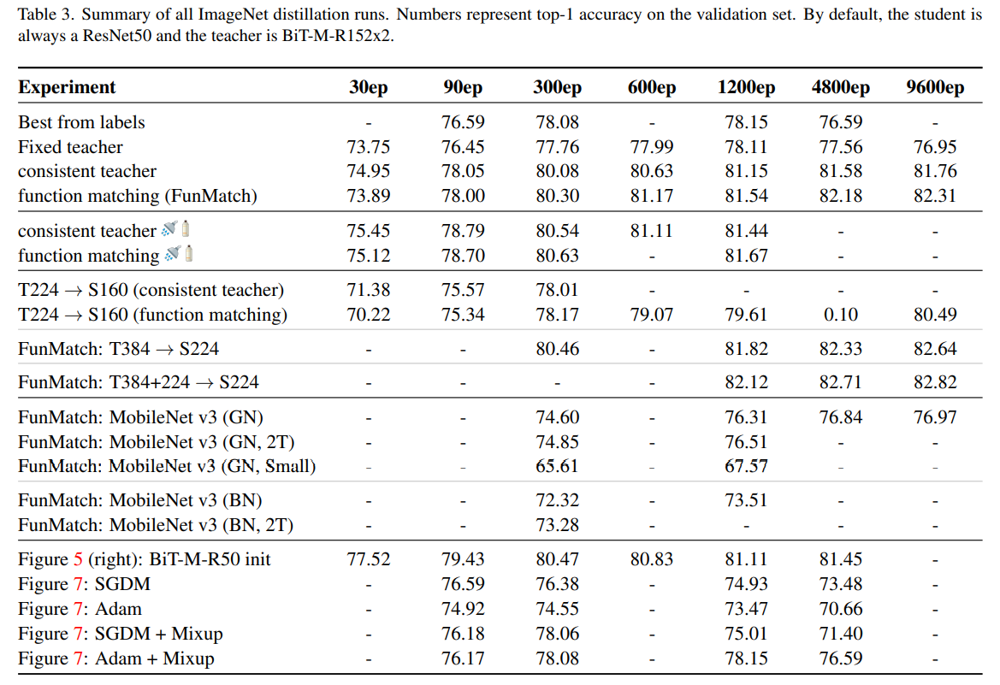 Table 3. Summary of all ImageNet distillation runs. Numbers represent top-1 accuracy on the validation set. By default, the student is
always a ResNet50 and the teacher is BiT-M-R152x2.
Experiment 30ep 90ep 300ep 600ep 1200ep 4800ep 9600ep
Best from labels - 76.59 78.08 - 78.15 76.59 -
Fixed teacher 73.75 76.45 77.76 77.99 78.11 77.56 76.95
consistent teacher 74.95 78.05 80.08 80.63 81.15 81.58 81.76
function matching (FunMatch) 73.89 78.00 80.30 81.17 81.54 82.18 82.31
consistent teacher 🚿🧴 75.45 78.79 80.54 81.11 81.44 - -
function matching 🚿🧴 75.12 78.70 80.63 - 81.67 - -
T224 → S160 (consistent teacher) 71.38 75.57 78.01 - - - -
T224 → S160 (function matching) 70.22 75.34 78.17 79.07 79.61 0.10 80.49
FunMatch: T384 → S224 - - 80.46 - 81.82 82.33 82.64
FunMatch: T384+224 → S224 - - - - 82.12 82.71 82.82
FunMatch: MobileNet v3 (GN) - - 74.60 - 76.31 76.84 76.97
FunMatch: MobileNet v3 (GN, 2T) - - 74.85 - 76.51 - -
FunMatch: MobileNet v3 (GN, Small) - - 65.61 - 67.57 - -
FunMatch: MobileNet v3 (BN) - - 72.32 - 73.51 - -
FunMatch: MobileNet v3 (BN, 2T) - - 73.28 - - - -
Figure 5 (right): BiT-M-R50 init 77.52 79.43 80.47 80.83 81.11 81.45 -
Figure 7: SGDM - 76.59 76.38 - 74.93 73.48 -
Figure 7: Adam - 74.92 74.55 - 73.47 70.66 -
Figure 7: SGDM + Mixup - 76.18 78.06 - 75.01 71.40 -
Figure 7: Adam + Mixup - 76.17 78.08 - 78.15 76.59 -